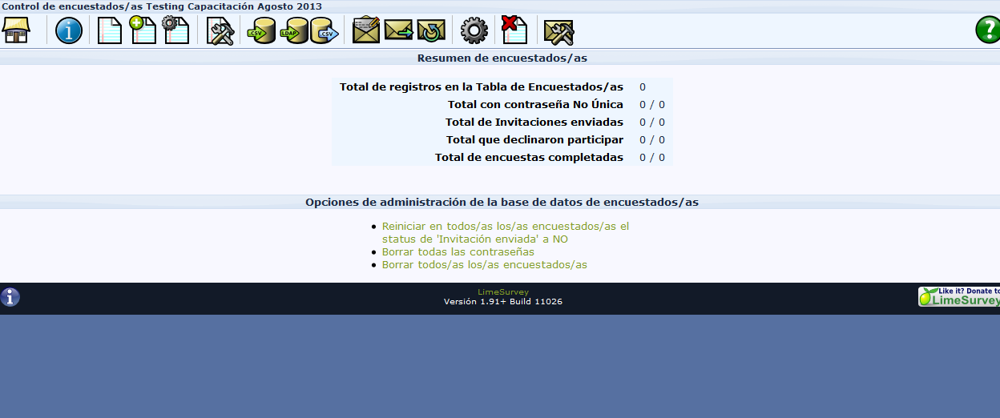 Control de encuestados/as Testing Capacitación Agosto 2013
CSV LDAP CSV
Resumen de encuestados/as
Total de registros en la Tabla de Encuestados/as 0
Total con contraseña No Única 0 / 0
Total de Invitaciones enviadas 0 / 0
Total que declinaron participar 0 / 0
Total de encuestas completadas 0 / 0
Opciones de administración de la base de datos de encuestados/as
Reiniciar en todos/as los/as encuestados/as el
status de 'Invitación enviada' a NO
Borrar todas las contraseñas
Borrar todos/as los/as encuestados/as
LimeSurvey
Versión 1.91+ Build 11026
Like it? Donate to
LimeSurvey